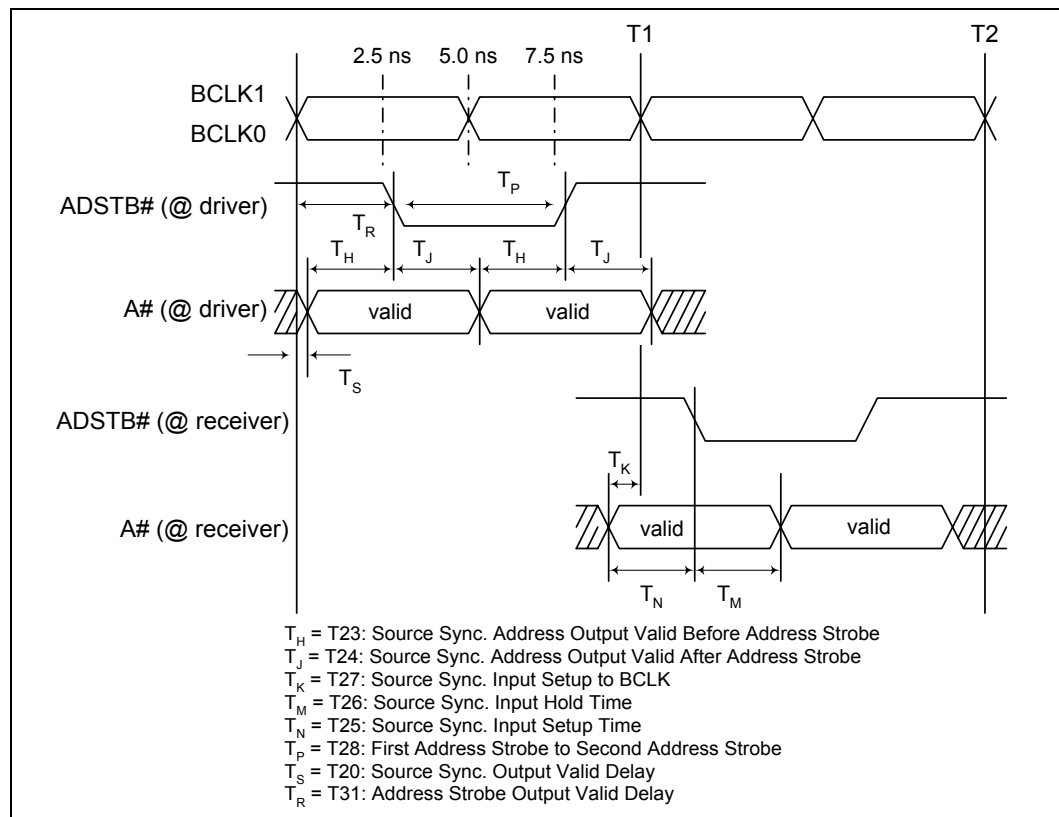 T1 T2
2.5 ns 5.0 ns 7.5 ns
BCLK1
BCLK0
T_P
ADSTB# (@ driver)
T_R
T_H T_J T_H T_J
A# (@ driver) valid valid
T_S
ADSTB# (@ receiver)
T_K
A# (@ receiver) valid valid
T_N T_M
T_H = T23: Source Sync. Address Output Valid Before Address Strobe
T_J = T24: Source Sync. Address Output Valid After Address Strobe
T_K = T27: Source Sync. Input Setup to BCLK
T_M = T26: Source Sync. Input Hold Time
T_N = T25: Source Sync. Input Setup Time
T_P = T28: First Address Strobe to Second Address Strobe
T_S = T20: Source Sync. Output Valid Delay
T_R = T31: Address Strobe Output Valid Delay